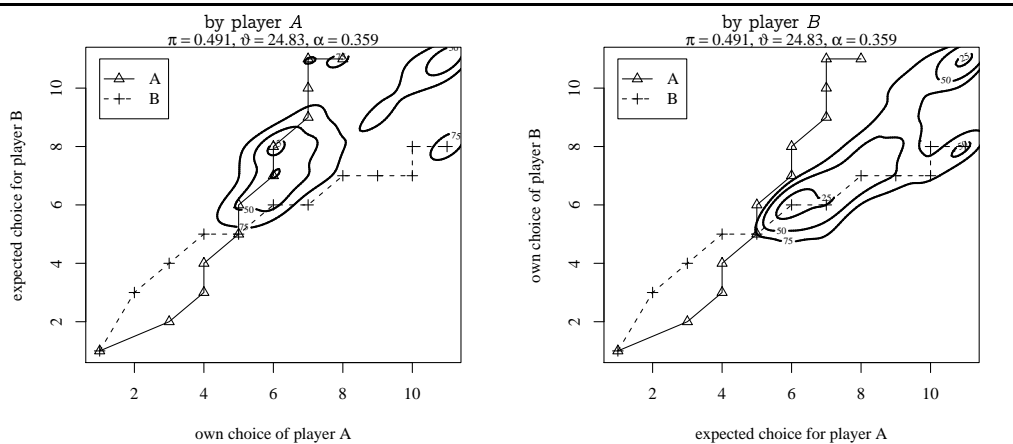 by player A
π = 0.491, ϑ = 24.83, α = 0.359
A
B
expected choice for player B
2
4
6
8
10
50
75
75
50
2
4
6
8
10
own choice of player A
by player B
π = 0.491, ϑ = 24.83, α = 0.359
A
B
own choice of player B
2
4
6
8
10
25
50
50
25
50
75
2
4
6
8
10
expected choice for player A